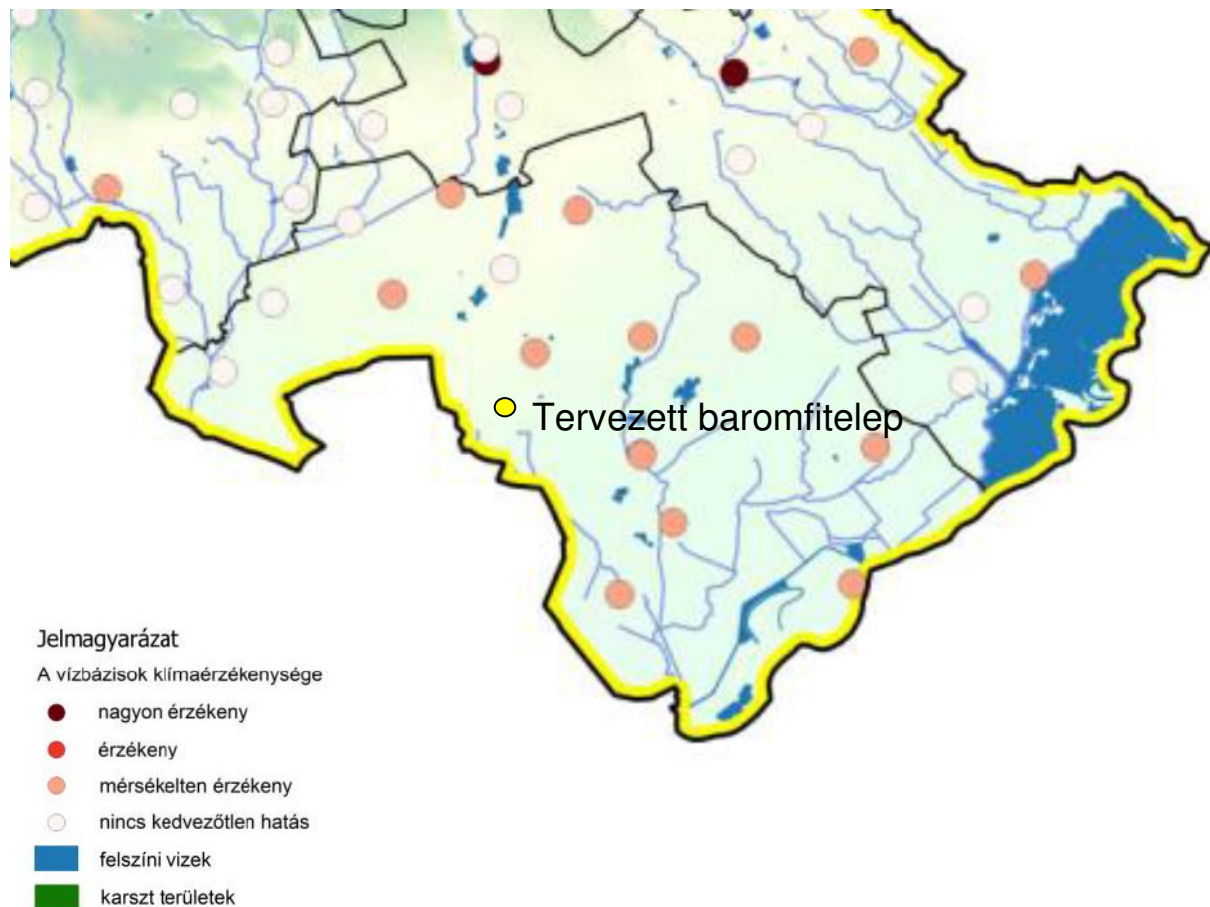 Tervezett baromfitelep
Jelmagyarázat
A vízbázisok klímaérzékenysége
nagyon érzékeny
érzékeny
mérsékelten érzékeny
nincs kedvezőtlen hatás
felszíni vizek
karszt területek